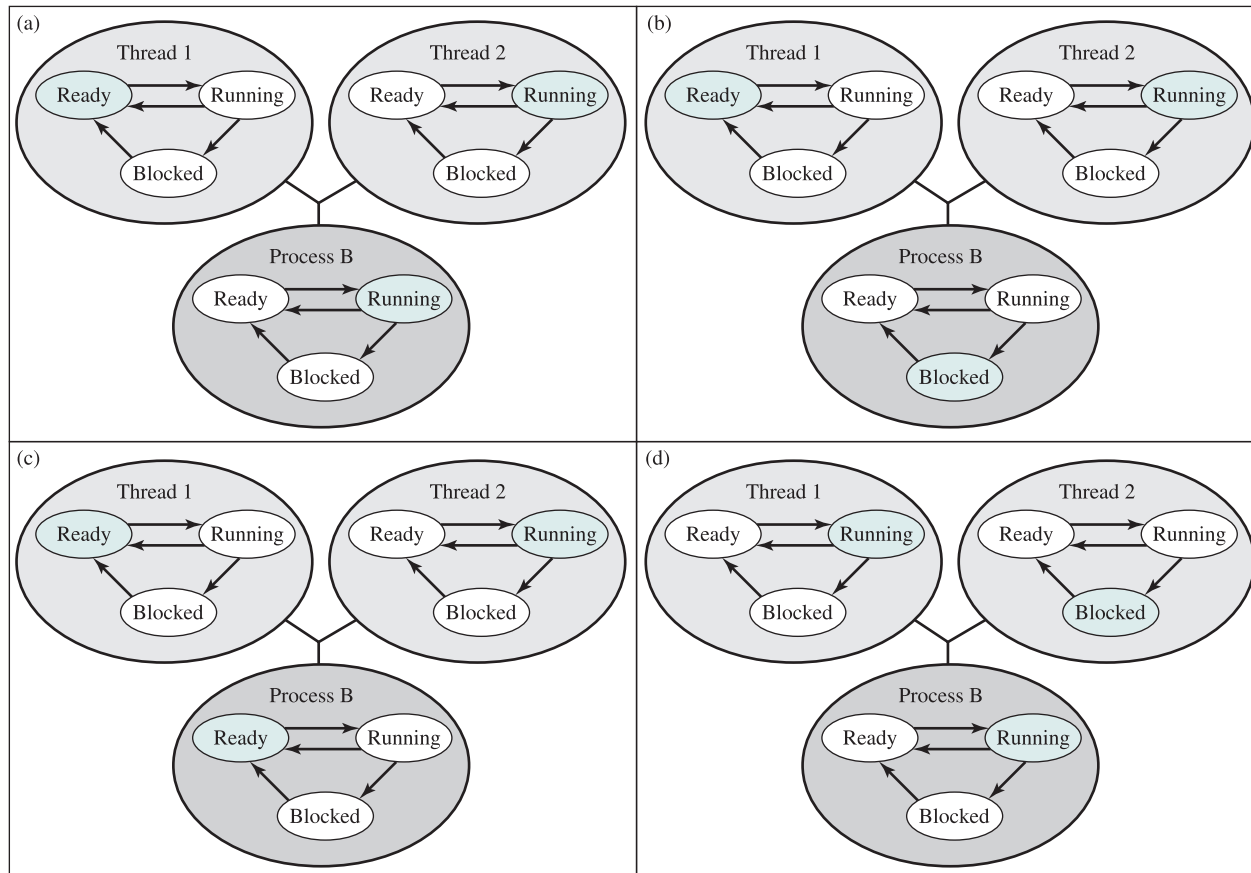 (a)
Thread 1
Ready
Running
Blocked
Thread 2
Ready
Running
Blocked
Process B
Ready
Running
Blocked
(b)
Thread 1
Ready
Running
Blocked
Thread 2
Ready
Running
Blocked
Process B
Ready
Running
Blocked
(c)
Thread 1
Ready
Running
Blocked
Thread 2
Ready
Running
Blocked
Process B
Ready
Running
Blocked
(d)
Thread 1
Ready
Running
Blocked
Thread 2
Ready
Running
Blocked
Process B
Ready
Running
Blocked